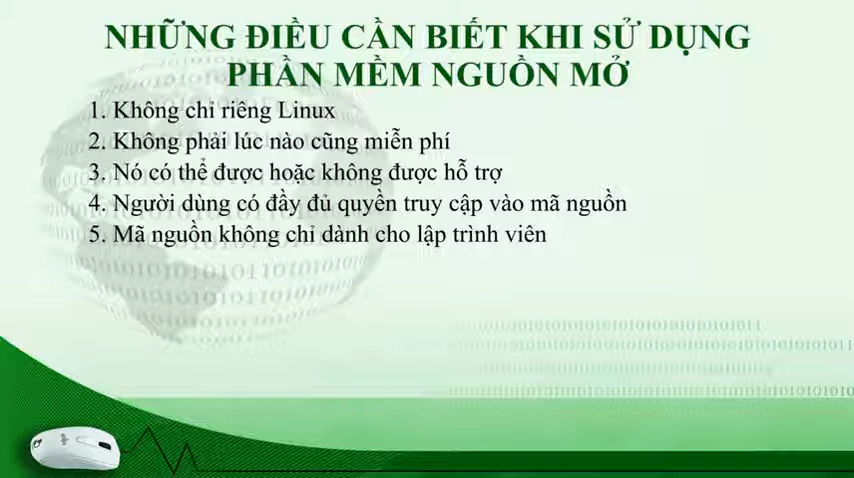 NHỮNG ĐIỀU CẦN BIẾT KHI SỬ DỤNG
PHẦN MỀM NGUỒN MỞ
1. Không chỉ riêng Linux
2. Không phải lúc nào cũng miễn phí
3. Nó có thể được hoặc không được hỗ trợ
4. Người dùng có đầy đủ quyền truy cập vào mã nguồn
5. Mã nguồn không chỉ dành cho lập trình viên